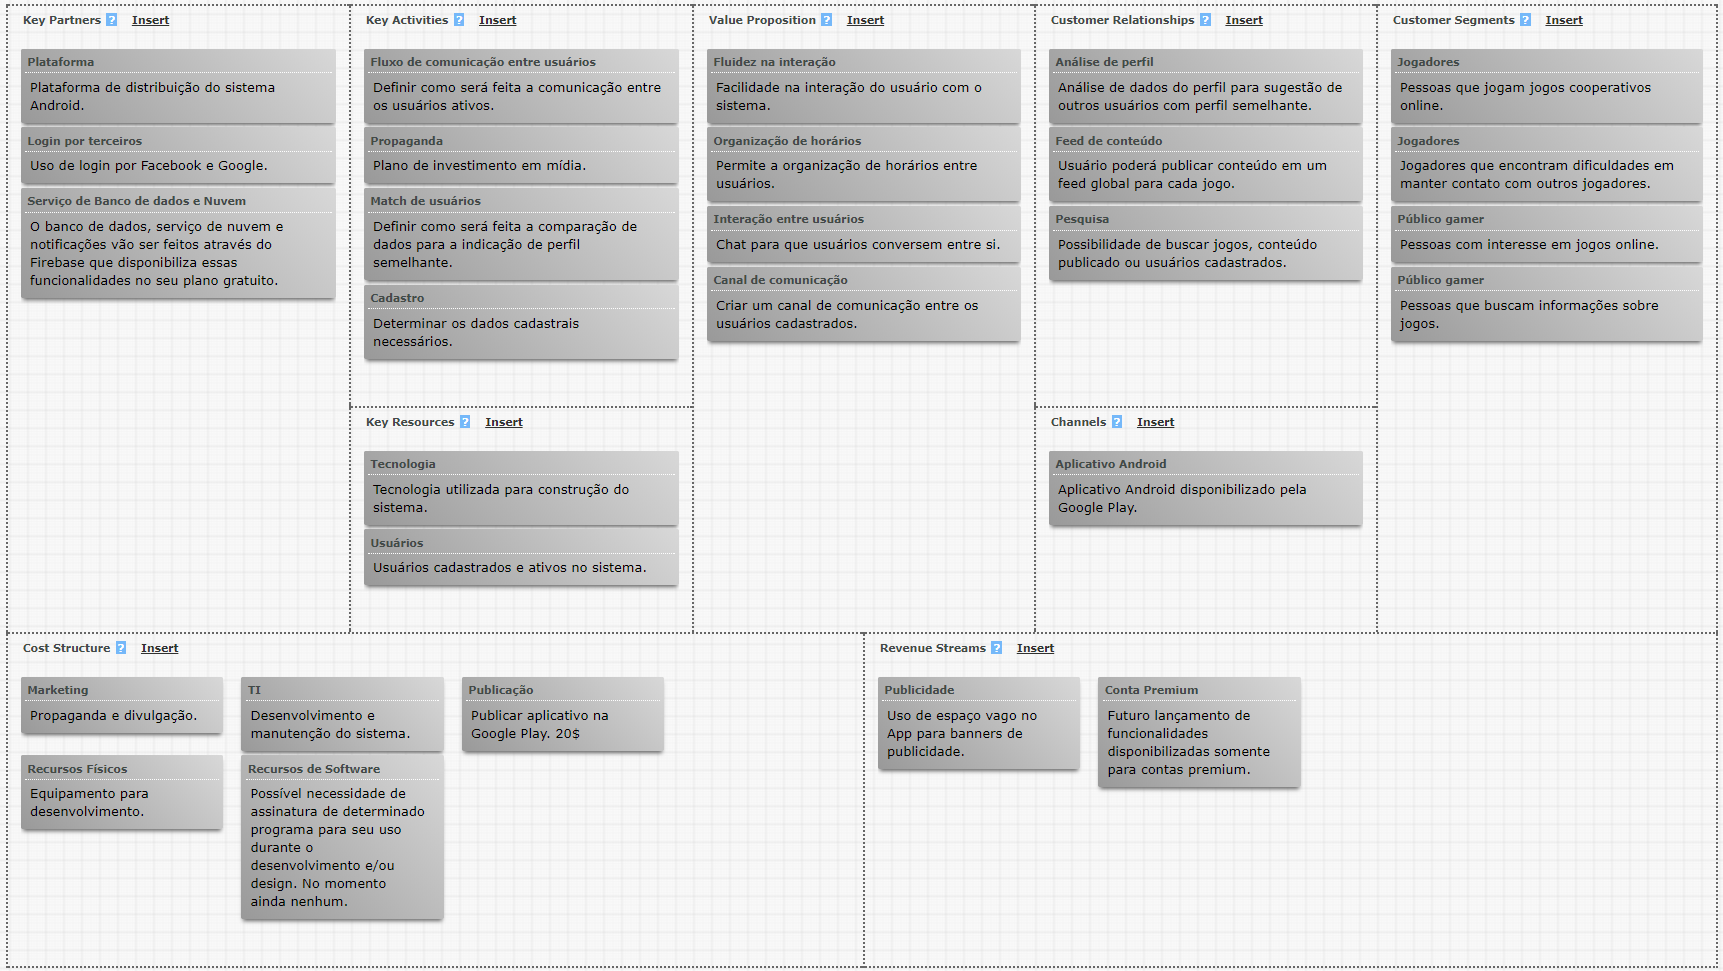 Key Partners ? Insert
Plataforma
Plataforma de distribuição do sistema
Android.
Login por terceiros
Uso de login por Facebook e Google.
Serviço de Banco de dados e Nuvem
O banco de dados, serviço de nuvem e
notificações vão ser feitos através do
Firebase que disponibiliza essas
funcionalidades no seu plano gratuito.
Key Activities ? Insert
Fluxo de comunicação entre usuários
Definir como será feita a comunicação entre
os usuários ativos.
Propaganda
Plano de investimento em mídia.
Match de usuários
Definir como será feita a comparação de
dados para a indicação de perfil
semelhante.
Cadastro
Determinar os dados cadastrais
necessários.
Key Resources ? Insert
Tecnologia
Tecnologia utilizada para construção do
sistema.
Usuários
Usuários cadastrados e ativos no sistema.
Value Proposition ? Insert
Fluidez na interação
Facilidade na interação do usuário com o
sistema.
Organização de horários
Permite a organização de horários entre
usuários.
Interação entre usuários
Chat para que usuários conversem entre si.
Canal de comunicação
Criar um canal de comunicação entre os
usuários cadastrados.
Customer Relationships ? Insert
Análise de perfil
Análise de dados do perfil para sugestão de
outros usuários com perfil semelhante.
Feed de conteúdo
Usuário poderá publicar conteúdo em um
feed global para cada jogo.
Pesquisa
Possibilidade de buscar jogos, conteúdo
publicado ou usuários cadastrados.
Channels ? Insert
Aplicativo Android
Aplicativo Android disponibilizado pela
Google Play.
Customer Segments ? Insert
Jogadores
Pessoas que jogam jogos cooperativos
online.
Jogadores
Jogadores que encontram dificuldades em
manter contato com outros jogadores.
Público gamer
Pessoas com interesse em jogos online.
Público gamer
Pessoas que buscam informações sobre
jogos.
Cost Structure ? Insert
Marketing
Propaganda e divulgação.
TI
Desenvolvimento e
manutenção do sistema.
Publicação
Publicar aplicativo na
Google Play. 20$
Recursos Físicos
Equipamento para
desenvolvimento.
Recursos de Software
Possível necessidade de
assinatura de determinado
programa para seu uso
durante o
desenvolvimento e/ou
design. No momento
ainda nenhum.
Revenue Streams ? Insert
Publicidade
Uso de espaço vago no
App para banners de
publicidade.
Conta Premium
Futuro lançamento de
funcionalidades
disponibilizadas somente
para contas premium.